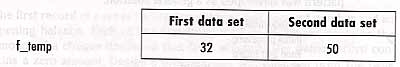 First data set Second data set
f_temp 32 50